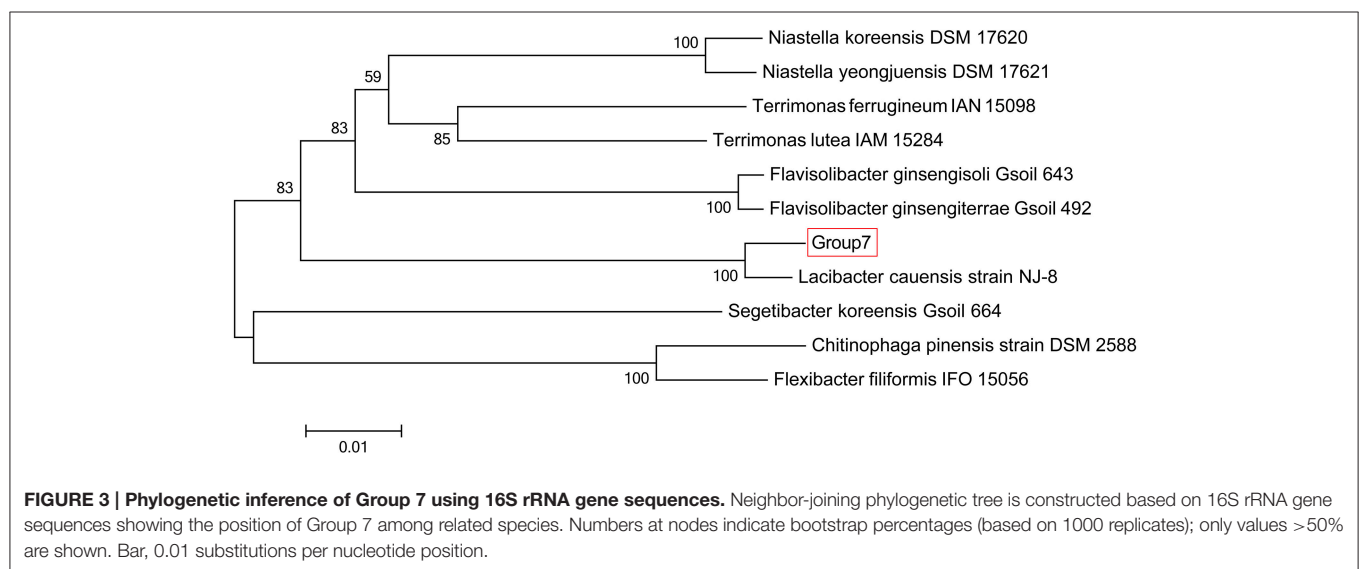 100
Niastella koreensis DSM 17620
Niastella yeongjuensis DSM 17621
59
Terrimonas ferrugineum IAN 15098
85
Terrimonas lutea IAM 15284
83
Flavisolibacter ginsengisoli Gsoil 643
100
Flavisolibacter ginsengiterrae Gsoil 492
83
Group7
100
Lacibacter cauensis strain NJ-8
Segetibacter koreensis Gsoil 664
Chitinophaga pinensis strain DSM 2588
100
Flexibacter filiformis IFO 15056
0.01
FIGURE 3 | Phylogenetic inference of Group 7 using 16S rRNA gene sequences. Neighbor-joining phylogenetic tree is constructed based on 16S rRNA gene
sequences showing the position of Group 7 among related species. Numbers at nodes indicate bootstrap percentages (based on 1000 replicates); only values >50%
are shown. Bar, 0.01 substitutions per nucleotide position.